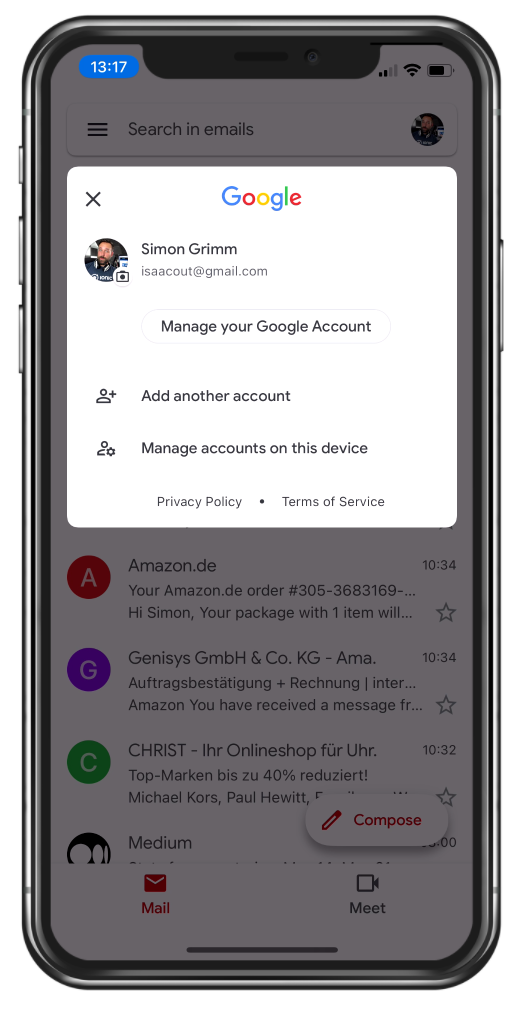 13:17
Search in emails
Google
Simon Grimm
isaacout@gmail.com
Manage your Google Account
Add another account
Manage accounts on this device
Privacy Policy • Terms of Service
Amazon.de 10:34
Your Amazon.de order #305-3683169-...
Hi Simon, Your package with 1 item will...
A
Genisys GmbH & Co. KG - Ama. 10:34
Auftragsbestätigung + Rechnung | inter...
Amazon You have received a message fr...
G
CHRIST - Ihr Onlineshop für Uhr. 10:32
Top-Marken bis zu 40% reduziert!
Michael Kors, Paul Hewitt,
C
Compose
Medium
Mail
Meet